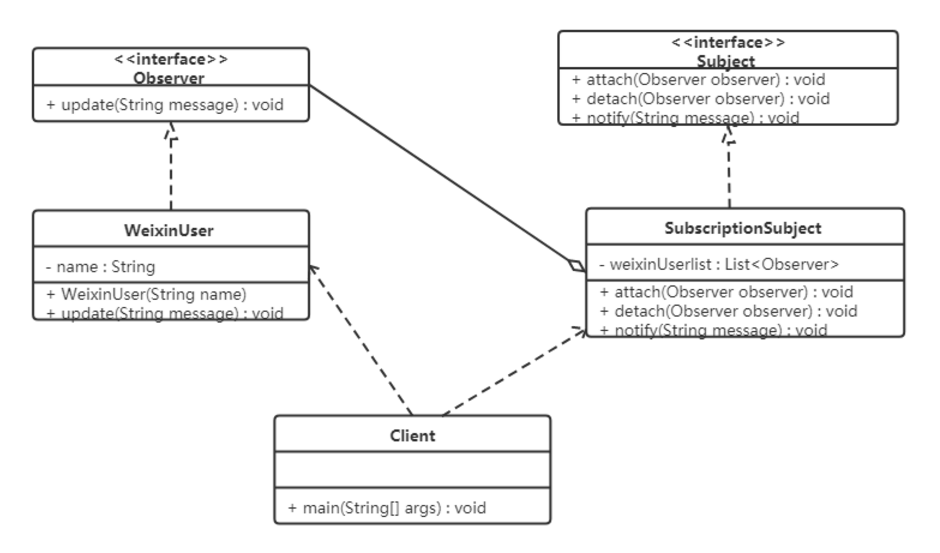 <<interface>>
Observer
+ update(String message) : void
<<interface>>
Subject
+ attach(Observer observer) : void
+ detach(Observer observer) : void
+ notify(String message) : void
WeixinUser
- name : String
+ WeixinUser(String name)
+ update(String message) : void
SubscriptionSubject
- weixinUserlist : List<Observer>
+ attach(Observer observer) : void
+ detach(Observer observer) : void
+ notify(String message) : void
Client
+ main(String[] args) : void